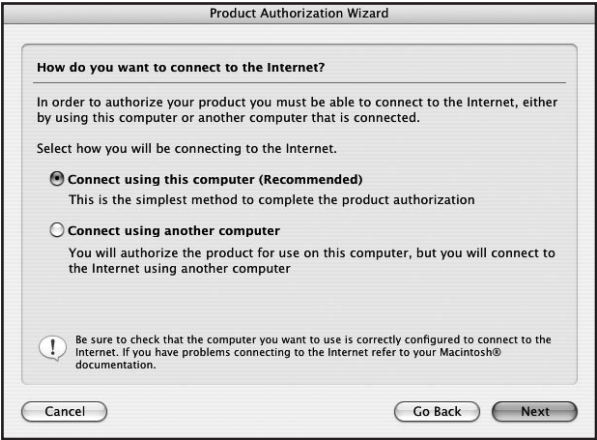 Product Authorization Wizard
How do you want to connect to the Internet?
In order to authorize your product you must be able to connect to the Internet, either
by using this computer or another computer that is connected.
Select how you will be connecting to the Internet.
Connect using this computer (Recommended)
This is the simplest method to complete the product authorization
Connect using another computer
You will authorize the product for use on this computer, but you will connect to
the Internet using another computer
Be sure to check that the computer you want to use is correctly configured to connect to the
Internet. If you have problems connecting to the Internet refer to your Macintosh®
documentation.
Cancel
Go Back
Next